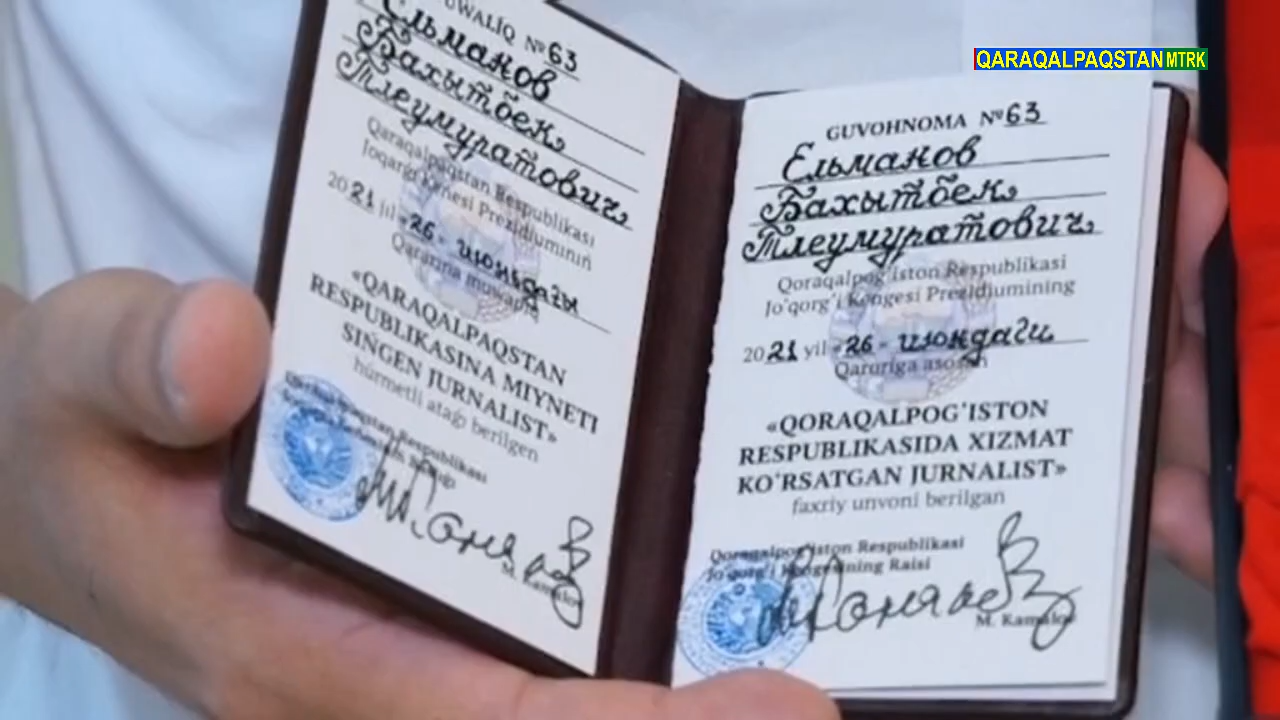 QARAQALPAQSTAN MTRK
GUWALÍQ №63
Ельманов
Бахытбек
Тлеумуратович
Qaraqalpaqstan Respublikası
Joqarǵı Keńesi Prezidiumınıń
2021 jıl «26» июньдағы
Qararına muwapıq
«QARAQALPAQSTAN
RESPUBLIKASINA MIYNETI
SIŃGEN JURNALIST»
húrmetli ataǵı berilgen
Respublikası
M. Kamalov
GUVOHNOMA №63
Ельманов
Бахытбек
Тлеумуратович
Qoraqalpog‘iston Respublikasi
Jo‘qorg‘i Kengesi Prezidiumining
2021 yil «26» июндаги
Qaroriga asosan
«QORAQALPOG‘ISTON
RESPUBLIKASIDA XIZMAT
KO‘RSATGAN JURNALIST»
faxriy unvoni berilgan
Qoraqalpog‘iston Respublikasi
Jo‘qorg‘i Kengesining Raisi
M. Kamalov